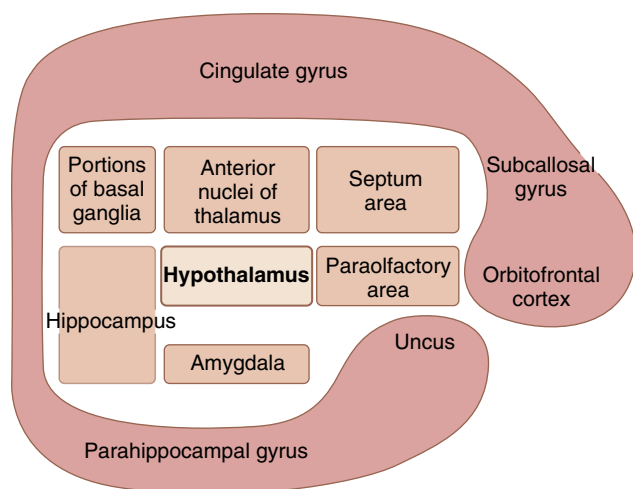 Cingulate gyrus
Portions
of basal
ganglia
Anterior
nuclei of
thalamus
Septum
area
Subcallosal
gyrus
Hypothalamus
Paraolfactory
area
Orbitofrontal
cortex
Hippocampus
Uncus
Amygdala
Parahippocampal gyrus